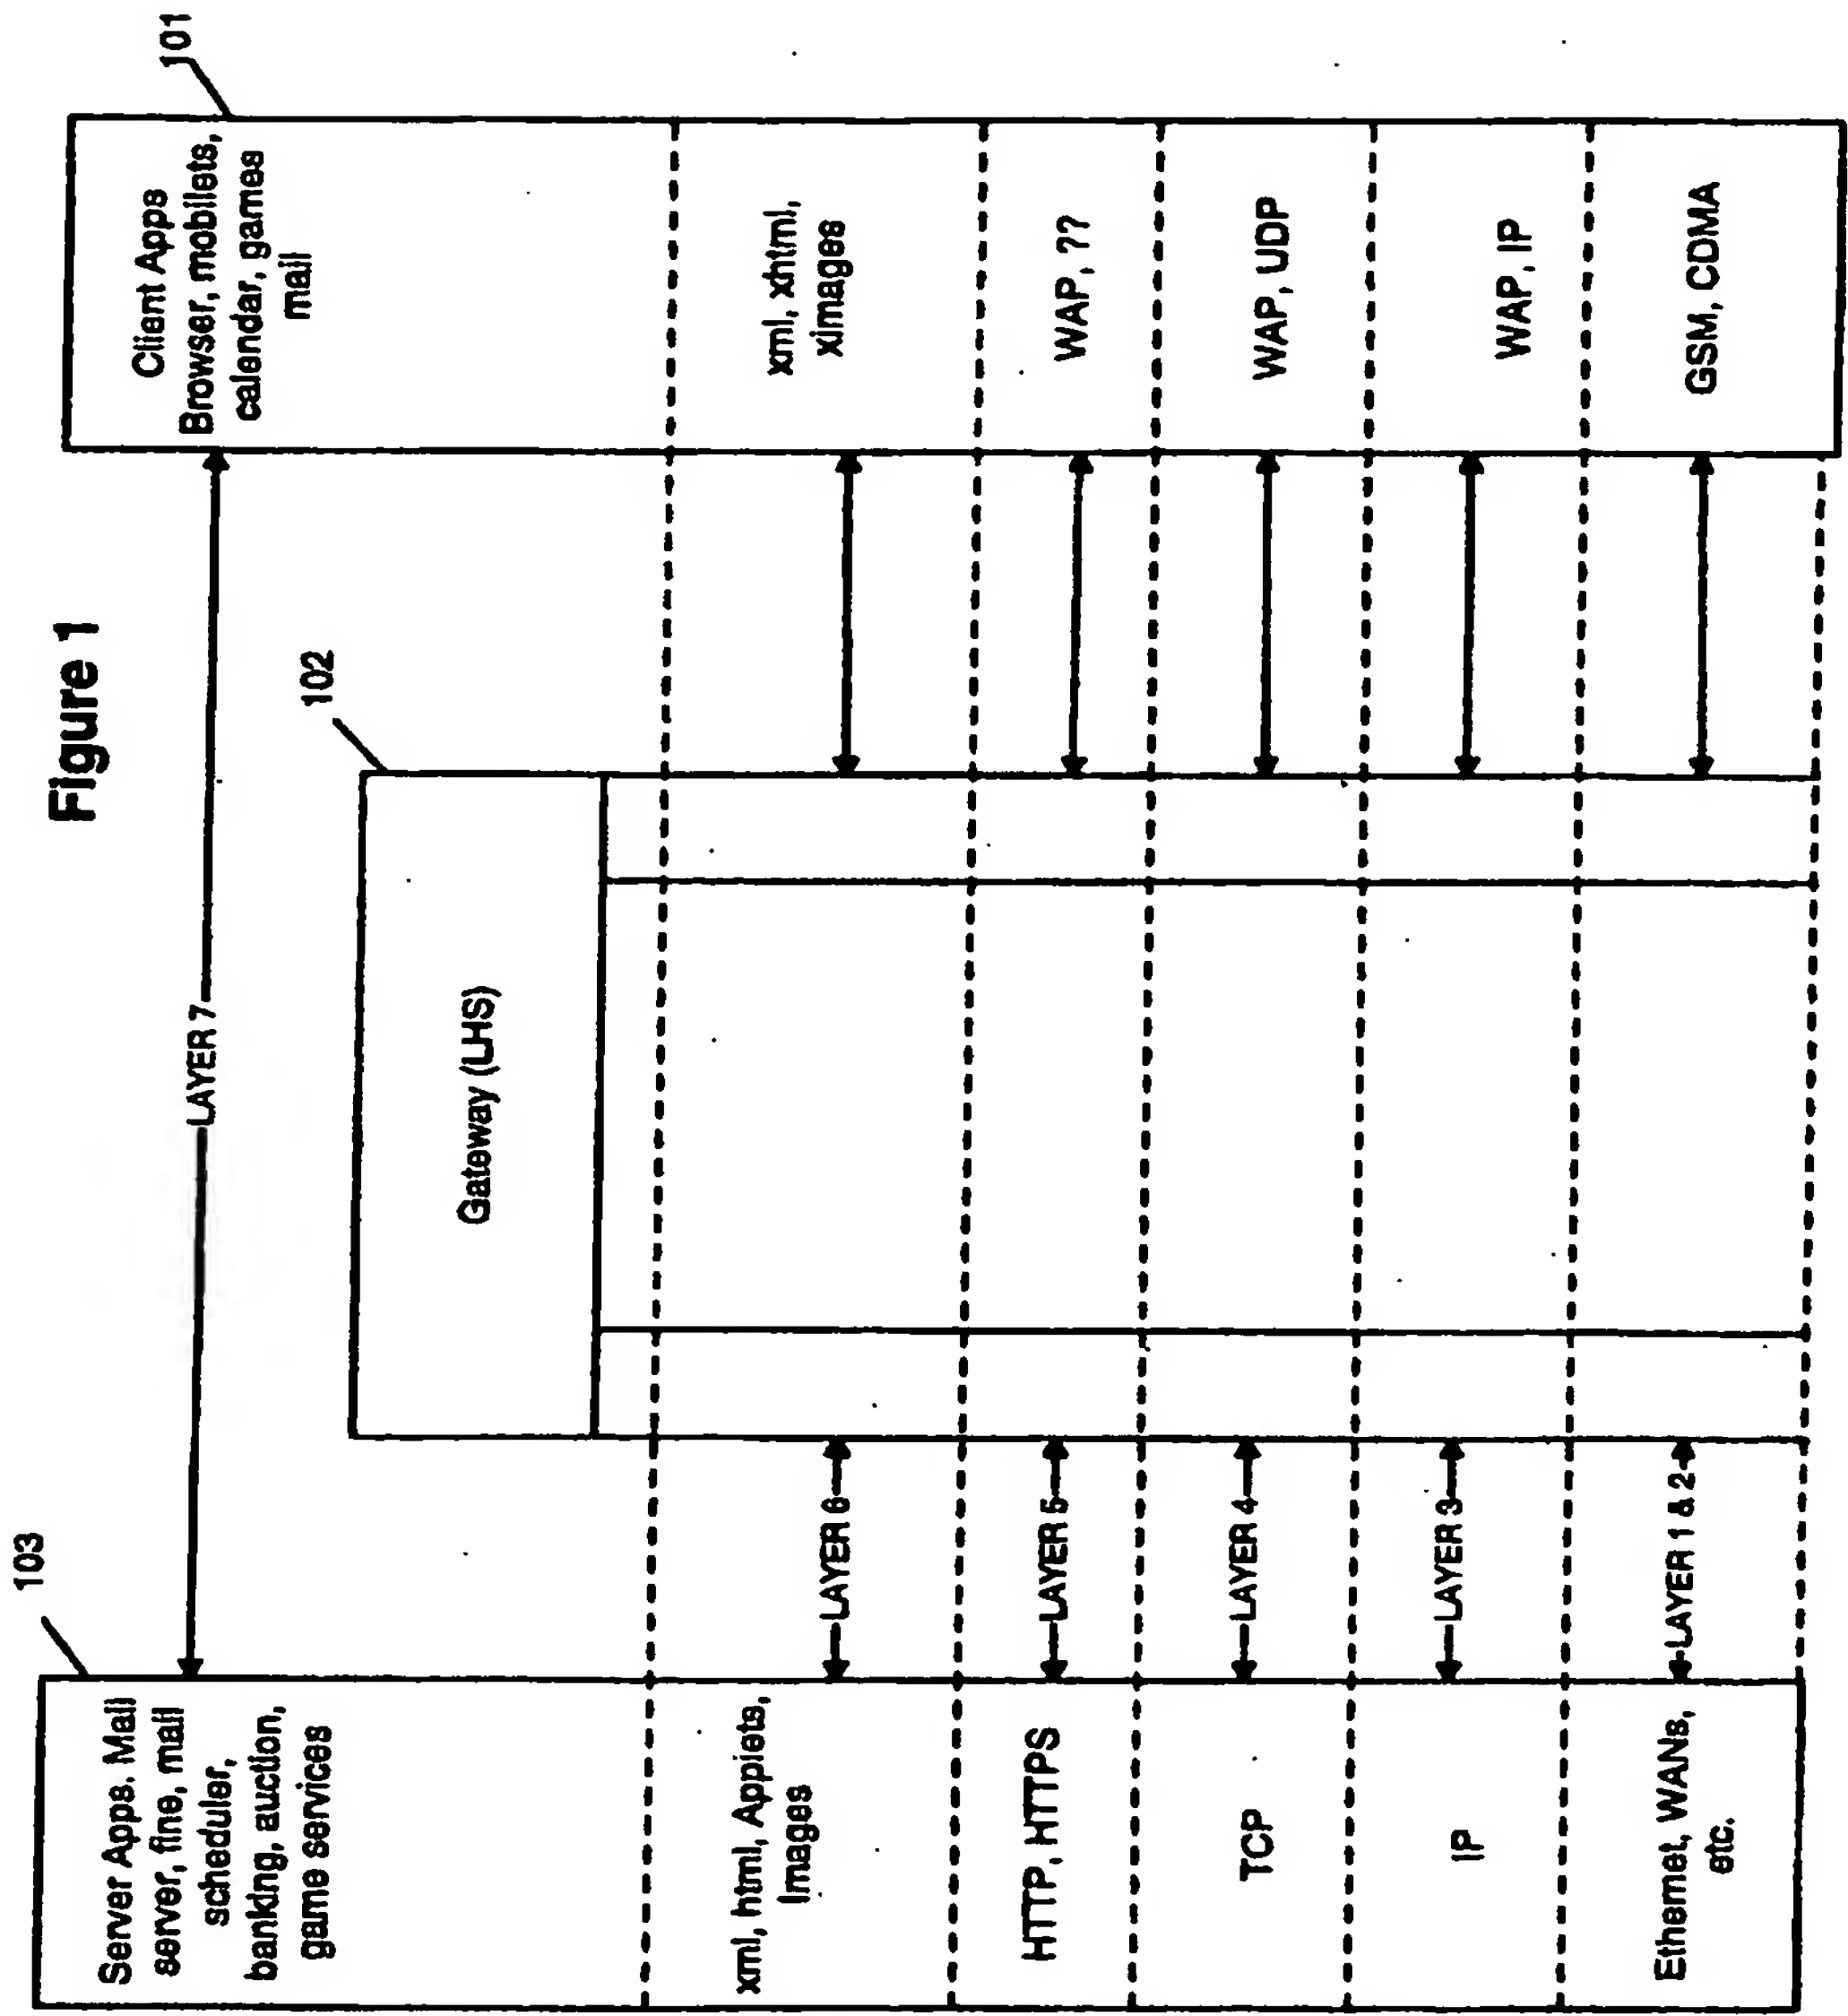 Figure 1
103
102
101
LAYER 7
Server Apps. Mail
server, fine, mail
scheduler,
banking, auction,
game services
Gateway (LHS)
Client Apps
Browser, mobilets,
calendar, games
mail
xml, html, Applets,
Images
LAYER 6
xml, xhtml,
ximages
HTTP, HTTPS
LAYER 5
WAP, ??
TCP
LAYER 4
WAP, UDP
IP
LAYER 3
WAP, IP
Ethernet, WANs,
etc.
LAYER 1 & 2
GSM, CDMA